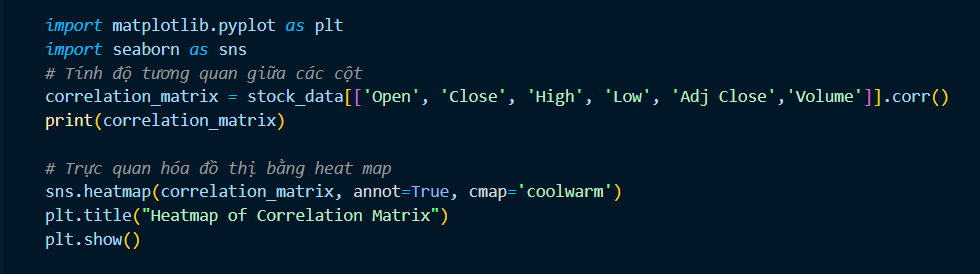 import matplotlib.pyplot as plt
import seaborn as sns
# Tính độ tương quan giữa các cột
correlation_matrix = stock_data[['Open', 'Close', 'High', 'Low', 'Adj Close','Volume']].corr()
print(correlation_matrix)
# Trực quan hóa đồ thị bằng heat map
sns.heatmap(correlation_matrix, annot=True, cmap='coolwarm')
plt.title("Heatmap of Correlation Matrix")
plt.show()